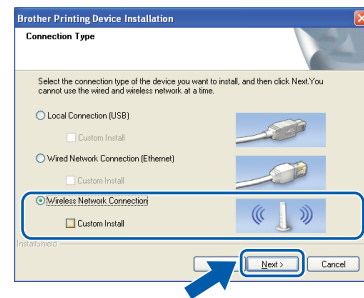 Brother Printing Device Installation
Connection Type
Select the connection type of the device you want to install, and then click Next.You
cannot use the wired and wireless network at a time.
Local Connection (USB)
Custom Install
Wired Network Connection (Ethernet)
Custom Install
Wireless Network Connection
Custom Install
InstallShield
Next >
Cancel